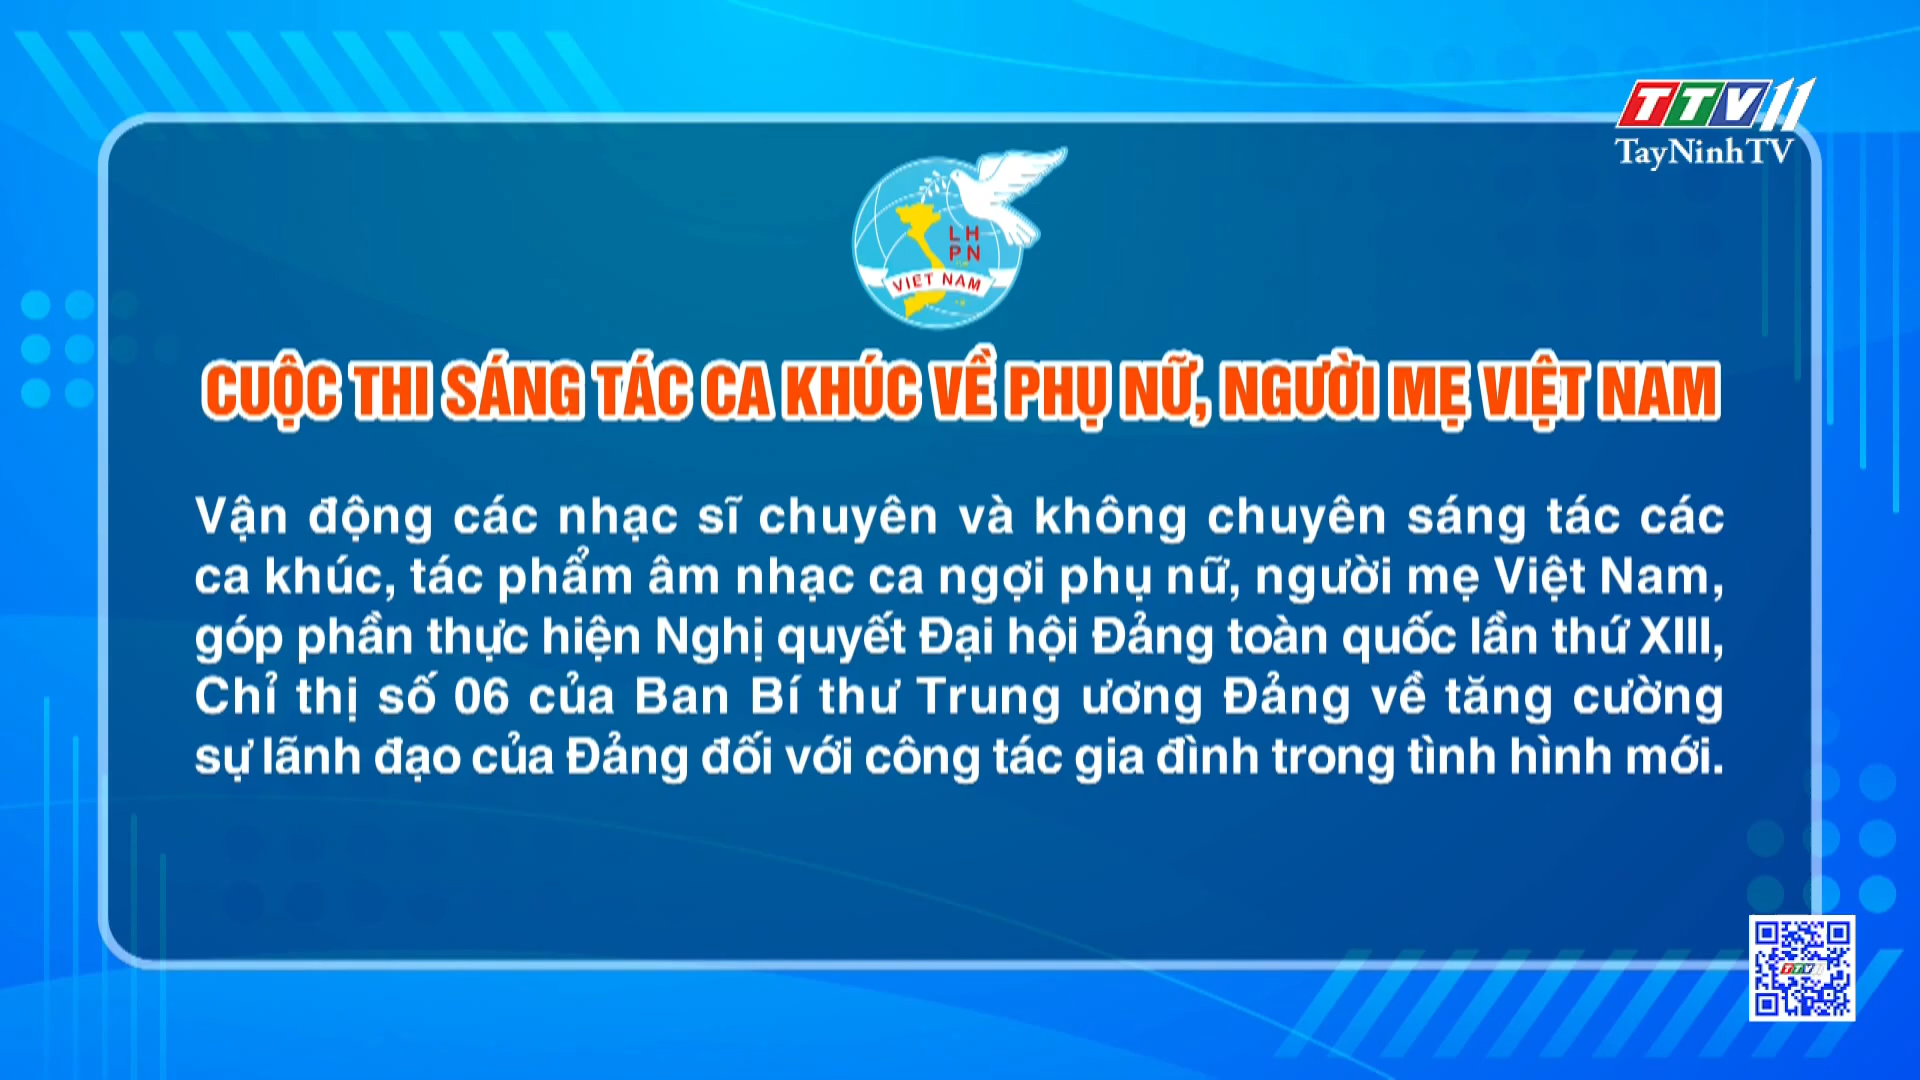 TTV11
TayNinhTV
LH
PN
VIET NAM
CUỘC THI SÁNG TÁC CA KHÚC VỀ PHỤ NỮ, NGƯỜI MẸ VIỆT NAM
Vận động các nhạc sĩ chuyên và không chuyên sáng tác các
ca khúc, tác phẩm âm nhạc ca ngợi phụ nữ, người mẹ Việt Nam,
góp phần thực hiện Nghị quyết Đại hội Đảng toàn quốc lần thứ XIII,
Chỉ thị số 06 của Ban Bí thư Trung ương Đảng về tăng cường
sự lãnh đạo của Đảng đối với công tác gia đình trong tình hình mới.
TTV11